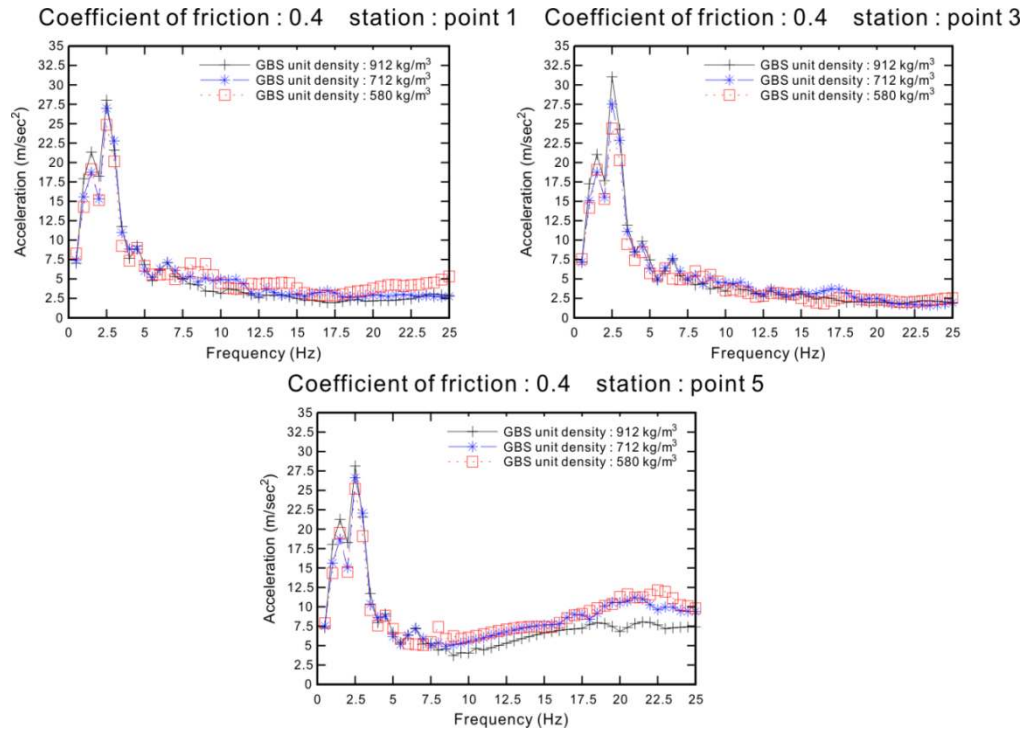 Coefficient of friction : 0.4 station : point 1
35
32.5
30
27.5
25
22.5
20
17.5
15
12.5
10
7.5
5
2.5
0
Acceleration (m/sec²)
GBS unit density : 912 kg/m³
GBS unit density : 712 kg/m³
GBS unit density : 580 kg/m³
0 2.5 5 7.5 10 12.5 15 17.5 20 22.5 25
Frequency (Hz)
Coefficient of friction : 0.4 station : point 3
35
32.5
30
27.5
25
22.5
20
17.5
15
12.5
10
7.5
5
2.5
0
Acceleration (m/sec²)
GBS unit density : 912 kg/m³
GBS unit density : 712 kg/m³
GBS unit density : 580 kg/m³
0 2.5 5 7.5 10 12.5 15 17.5 20 22.5 25
Frequency (Hz)
Coefficient of friction : 0.4 station : point 5
35
32.5
30
27.5
25
22.5
20
17.5
15
12.5
10
7.5
5
2.5
0
Acceleration (m/sec²)
GBS unit density : 912 kg/m³
GBS unit density : 712 kg/m³
GBS unit density : 580 kg/m³
0 2.5 5 7.5 10 12.5 15 17.5 20 22.5 25
Frequency (Hz)